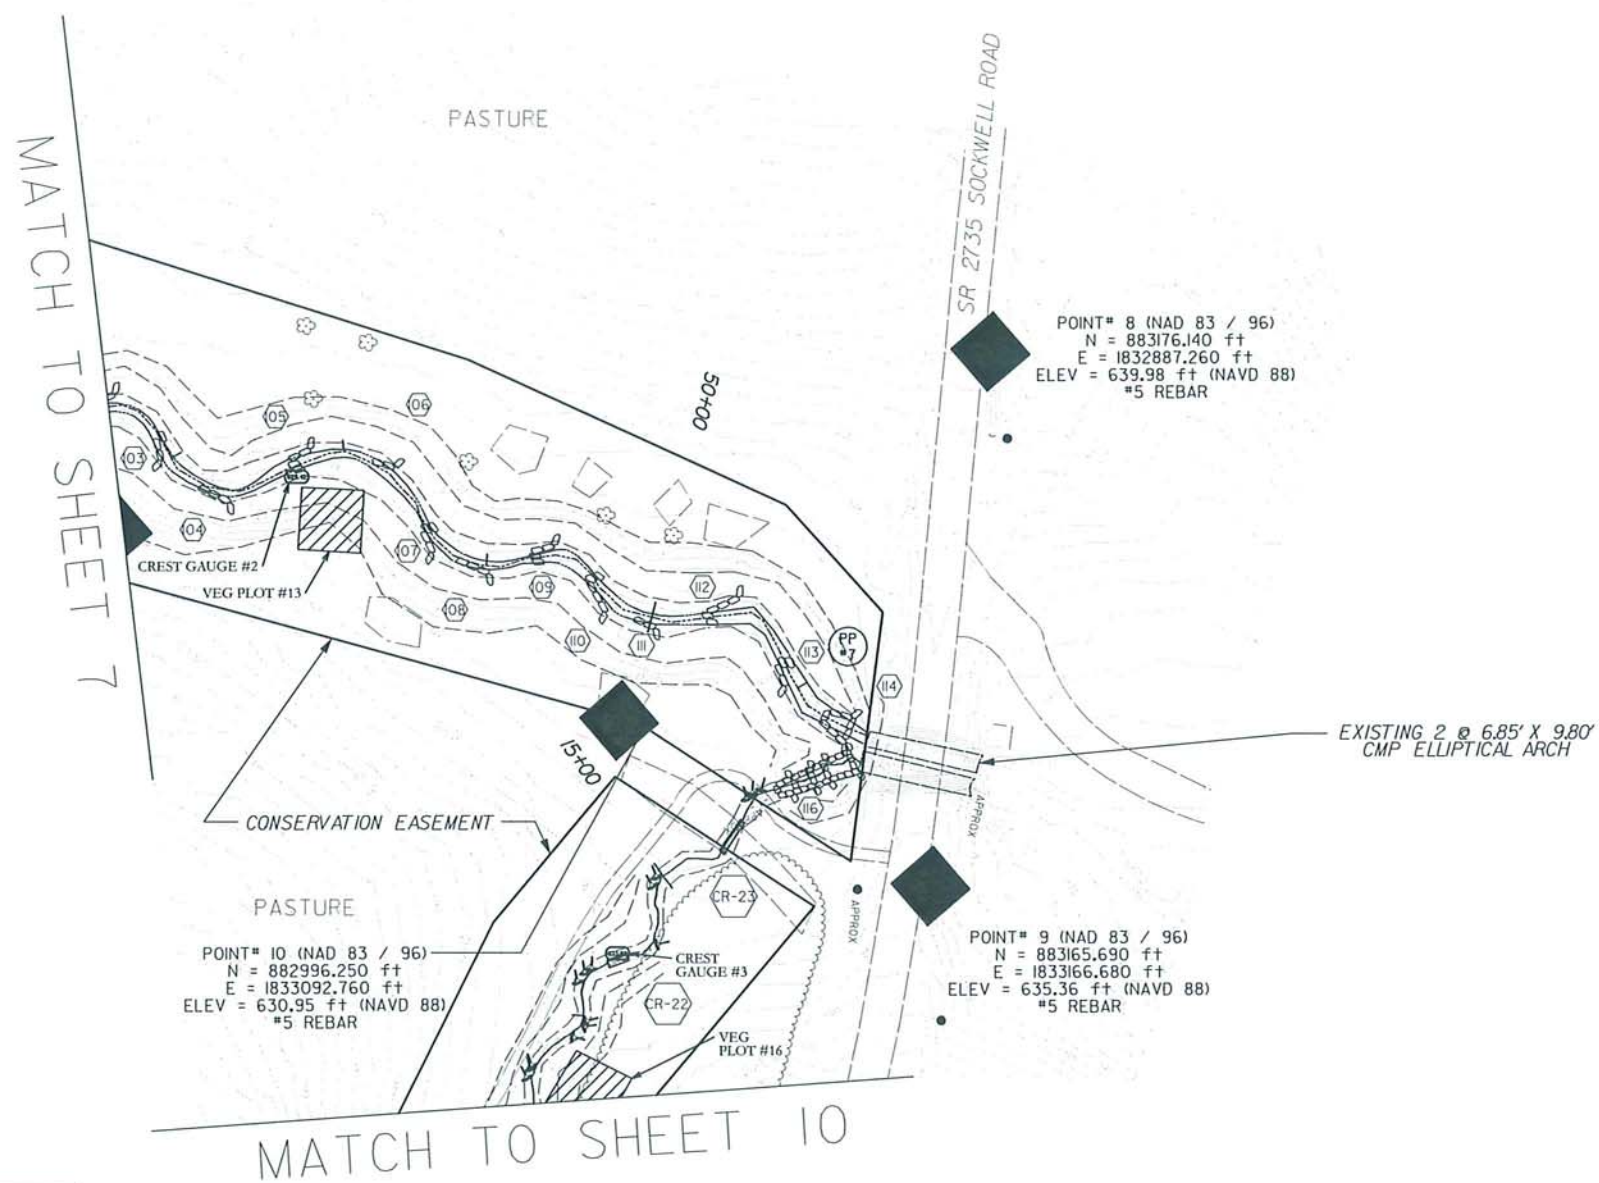 PASTURE
SR 2735 SOCKWELL ROAD
MATCH TO SHEET 7
POINT# 8 (NAD 83 / 96)
N = 883176.140 ft
E = 1832887.260 ft
ELEV = 639.98 ft (NAVD 88)
#5 REBAR
50+00
06
05
03
04
CREST GAUGE #2
VEG PLOT #13
07
08
09
110
111
112
113
PP
#7
114
EXISTING 2 @ 6.85' X 9.80'
CMP ELLIPTICAL ARCH
15+00
116
APPROX
CONSERVATION EASEMENT
CR-23
APPROX
PASTURE
POINT# 10 (NAD 83 / 96)
N = 882996.250 ft
E = 1833092.760 ft
ELEV = 630.95 ft (NAVD 88)
#5 REBAR
CREST
GAUGE #3
CR-22
POINT# 9 (NAD 83 / 96)
N = 883165.690 ft
E = 1833166.680 ft
ELEV = 635.36 ft (NAVD 88)
#5 REBAR
VEG
PLOT #16
MATCH TO SHEET 10